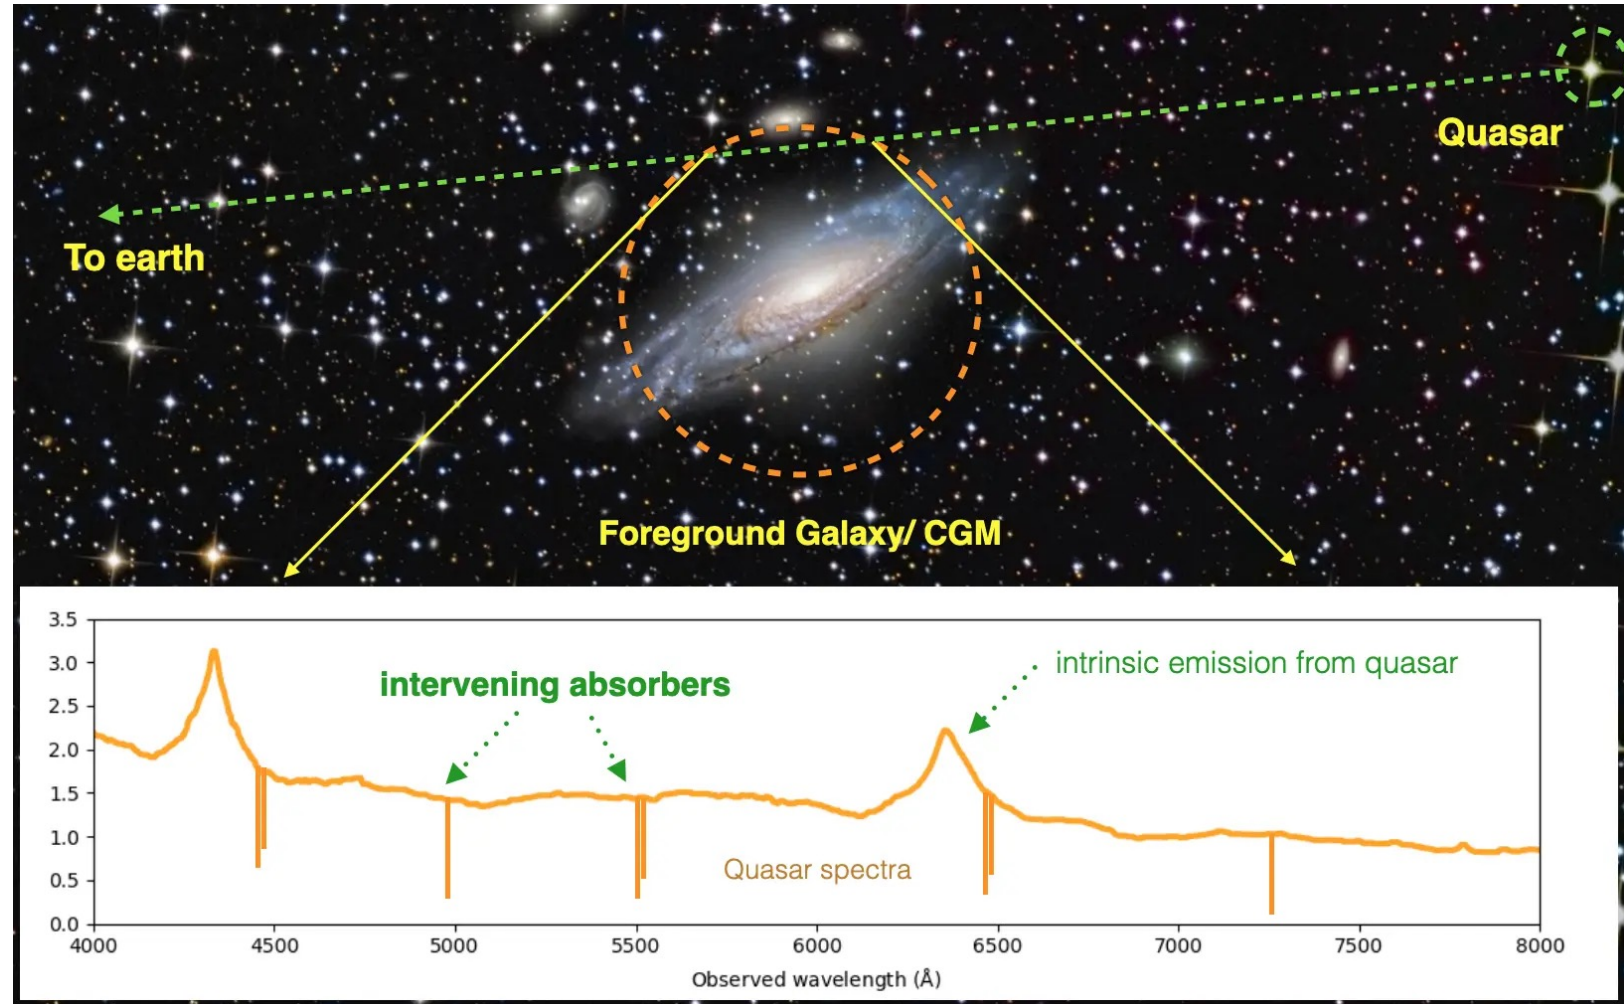 Quasar
To earth
Foreground Galaxy/ CGM
3.5
3.0
2.5
2.0
1.5
1.0
0.5
0.0
intervening absorbers
intrinsic emission from quasar
Quasar spectra
4000 4500 5000 5500 6000 6500 7000 7500 8000
Observed wavelength (Å)